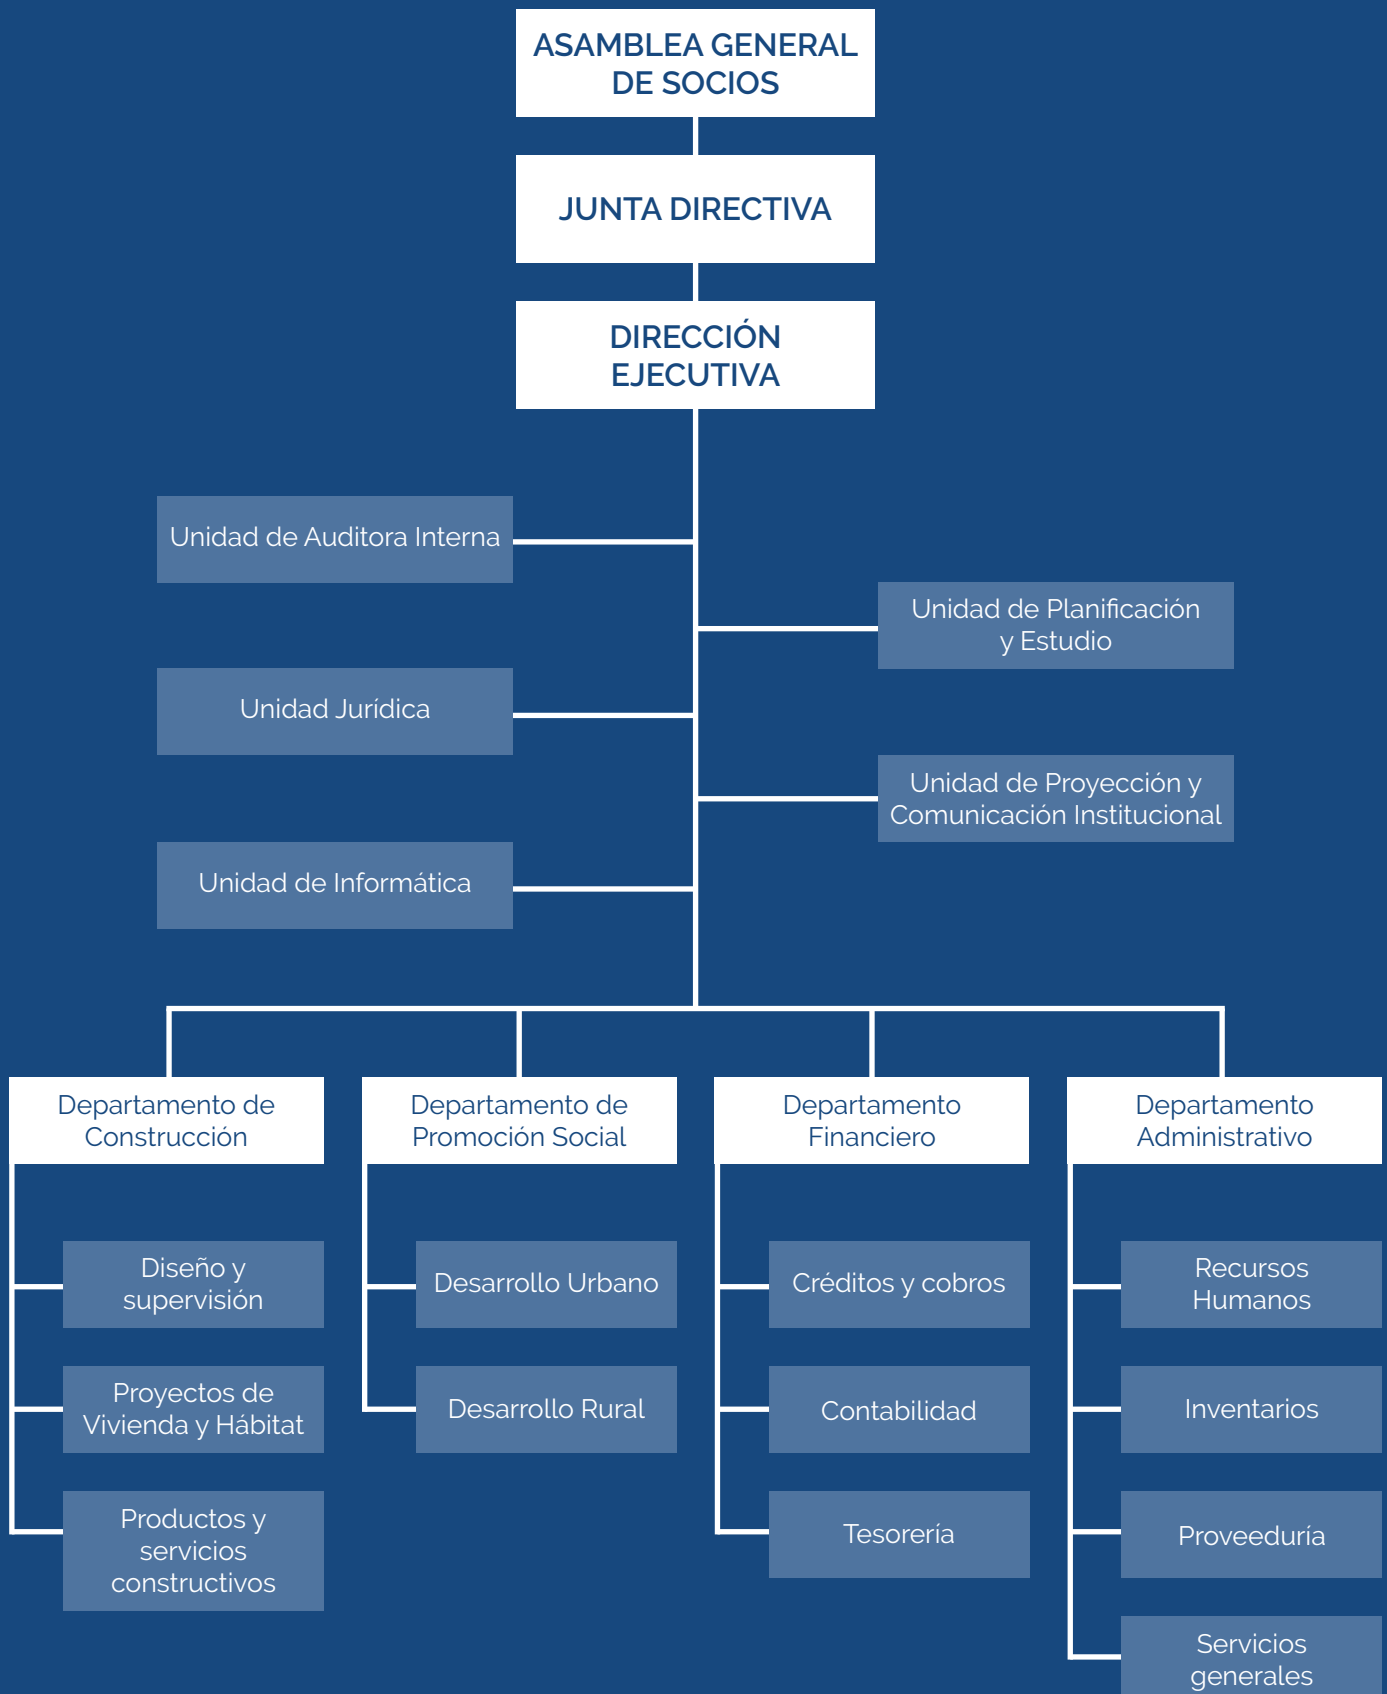 ASAMBLEA GENERAL
DE SOCIOS
JUNTA DIRECTIVA
DIRECCIÓN
EJECUTIVA
Unidad de Auditora Interna
Unidad de Planificación
y Estudio
Unidad Jurídica
Unidad de Proyección y
Comunicación Institucional
Unidad de Informática
Departamento de
Construcción
Departamento de
Promoción Social
Departamento
Financiero
Departamento
Administrativo
Diseño y
supervisión
Proyectos de
Vivienda y Hábitat
Productos y
servicios
constructivos
Desarrollo Urbano
Desarrollo Rural
Créditos y cobros
Contabilidad
Tesorería
Recursos
Humanos
Inventarios
Proveeduría
Servicios
generales